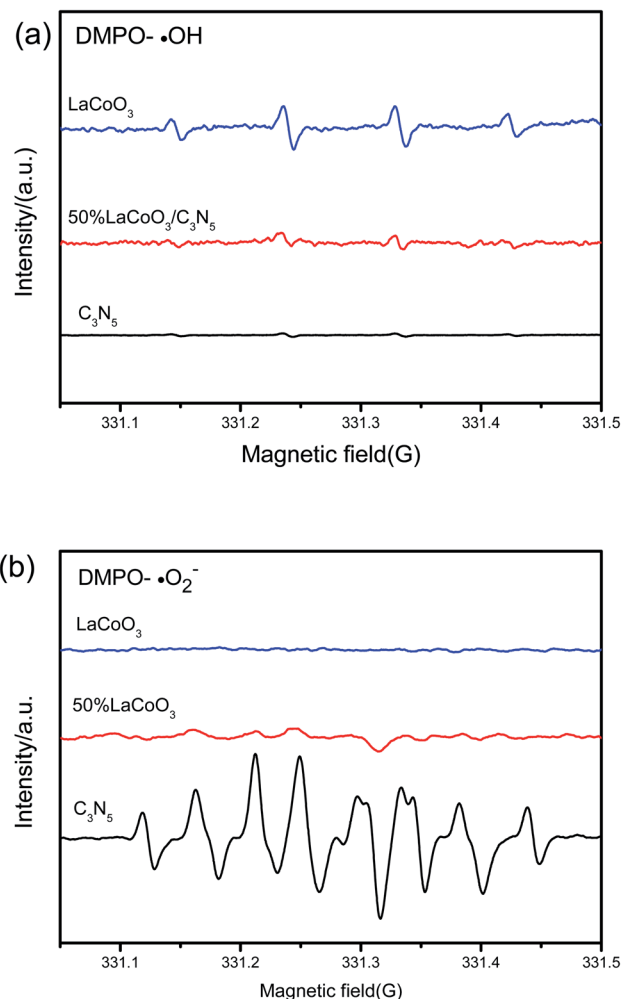 (a)
DMPO- •OH
LaCoO₃
50%LaCoO₃/C₃N₅
C₃N₅
Intensity/(a.u.)
331.1 331.2 331.3 331.4 331.5
Magnetic field(G)
(b)
DMPO- •O₂⁻
LaCoO₃
50%LaCoO₃
C₃N₅
Intensity/a.u.
331.1 331.2 331.3 331.4 331.5
Magnetic field(G)